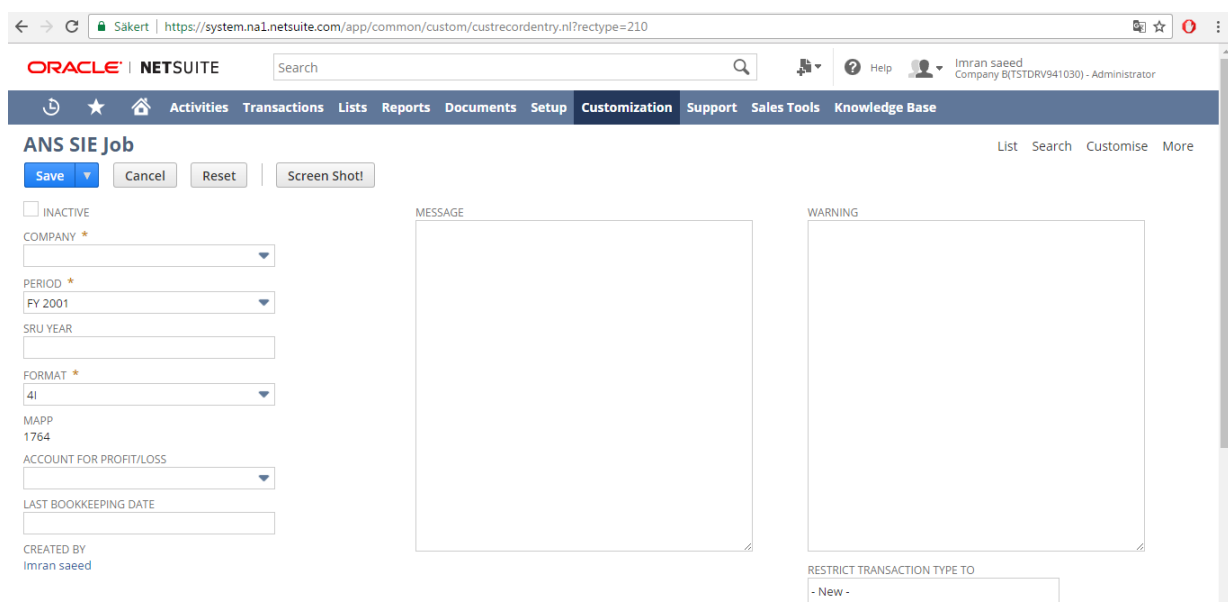 Säkert | https://system.na1.netsuite.com/app/common/custom/custrecordentry.nl?rectype=210
ORACLE | NETSUITE
Search
Help
Imran saeed
Company B(TSTDRV941030) - Administrator
Activities Transactions Lists Reports Documents Setup Customization Support Sales Tools Knowledge Base
ANS SIE Job
List Search Customise More
Save Cancel Reset Screen Shot!
INACTIVE
COMPANY *
PERIOD *
FY 2001
SRU YEAR
FORMAT *
4I
MAPP
1764
ACCOUNT FOR PROFIT/LOSS
LAST BOOKKEEPING DATE
CREATED BY
Imran saeed
MESSAGE
WARNING
RESTRICT TRANSACTION TYPE TO
- New -